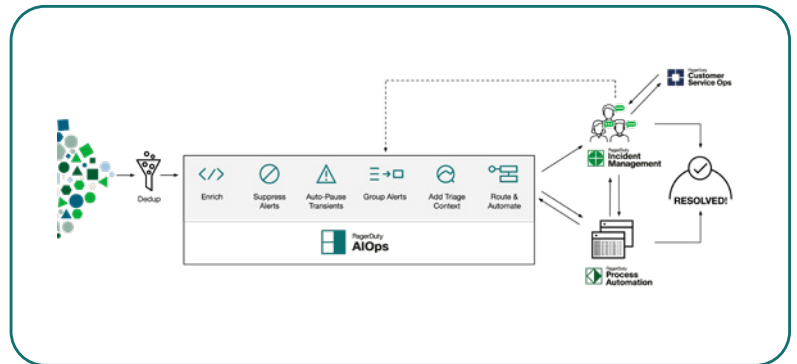 Dedup
Enrich
Suppress
Alerts
Auto-Pause
Transients
Group Alerts
Add Triage
Context
Route &
Automate
PagerDuty
AIOps
PagerDuty
Customer
Service Ops
PagerDuty
Incident
Management
RESOLVED!
PagerDuty
Process
Automation